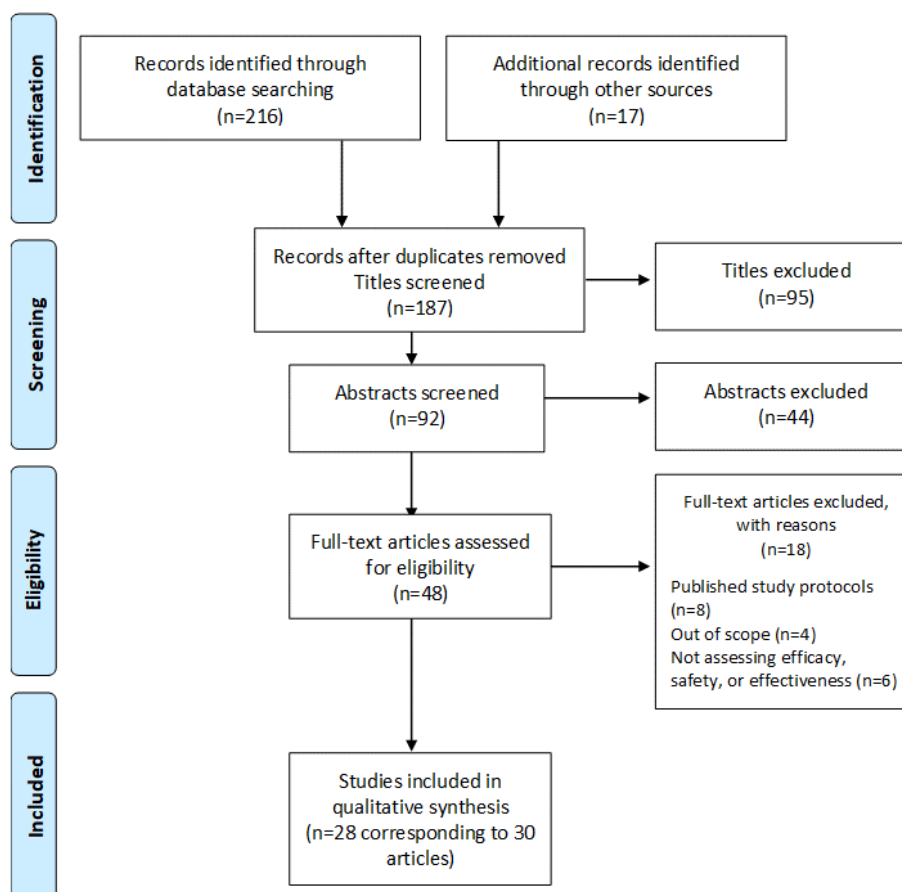 Identification
Records identified through
database searching
(n=216)
Additional records identified
through other sources
(n=17)
Screening
Records after duplicates removed
Titles screened
(n=187)
Titles excluded
(n=95)
Abstracts screened
(n=92)
Abstracts excluded
(n=44)
Eligibility
Full-text articles assessed
for eligibility
(n=48)
Full-text articles excluded,
with reasons
(n=18)
Published study protocols
(n=8)
Out of scope (n=4)
Not assessing efficacy,
safety, or effectiveness (n=6)
Included
Studies included in
qualitative synthesis
(n=28 corresponding to 30
articles)